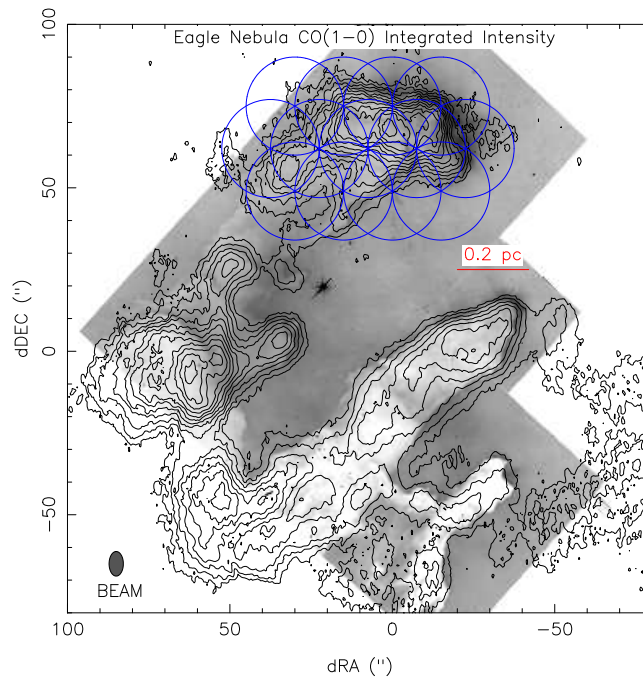 Eagle Nebula CO(1-0) Integrated Intensity
100
50
0
−50
dDEC ('')
0.2 pc
BEAM
100
50
0
−50
dRA ('')